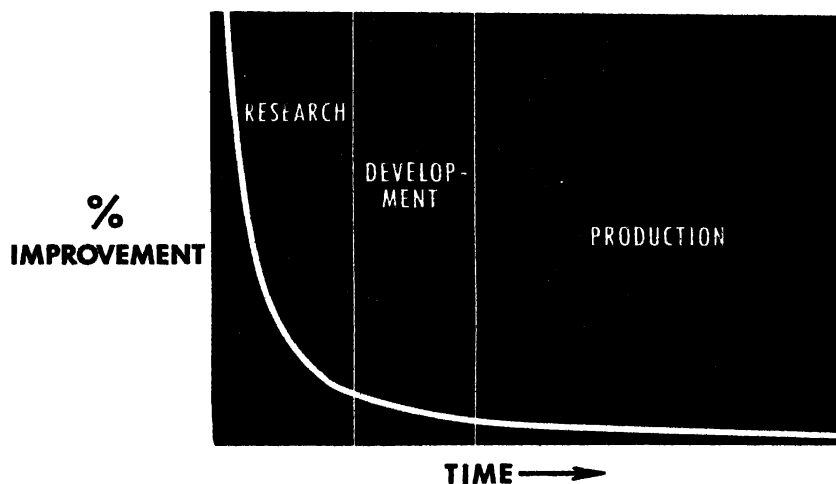 RESEARCH
DEVELOP-
MENT
PRODUCTION
%
IMPROVEMENT
TIME